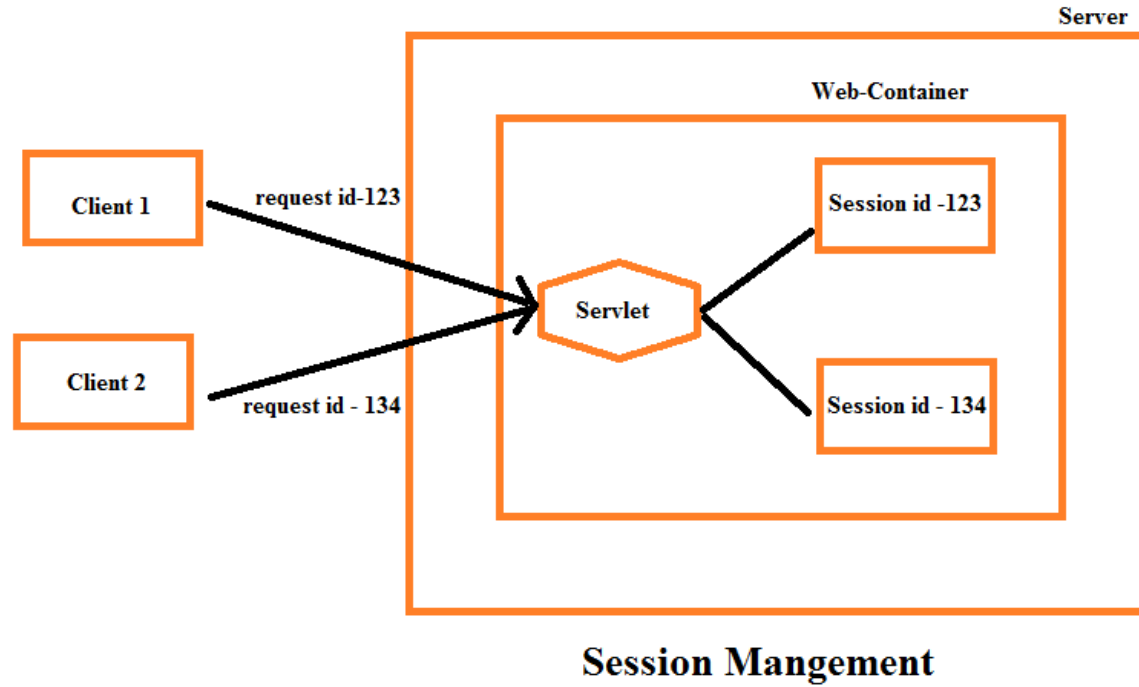 Server
Web-Container
Client 1
request id-123
Session id -123
Servlet
Client 2
request id - 134
Session id - 134
Session Mangement